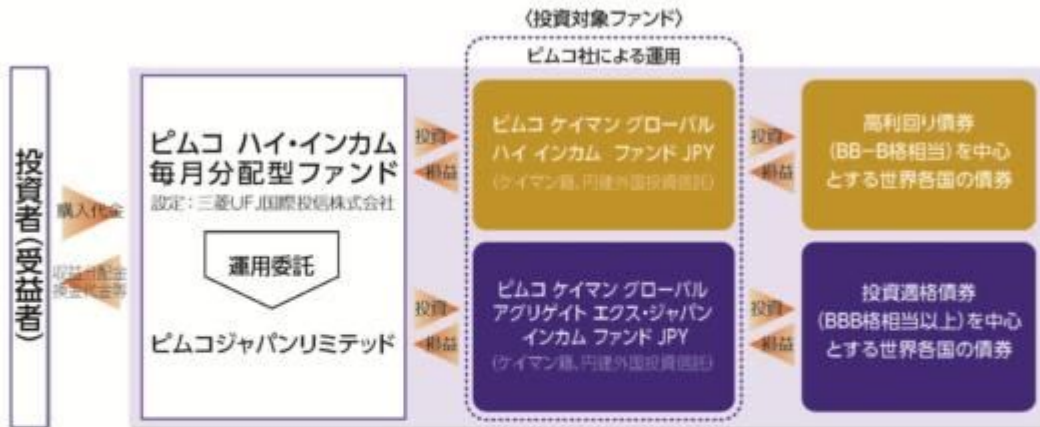 〈投資対象ファンド〉
ピムコ社による運用
投資者(受益者)
購入代金
収益分配金
換金代金等
ピムコ ハイ・インカム
毎月分配型ファンド
設定:三菱UFJ国際投信株式会社
運用委託
ピムコジャパンリミテッド
投資
損益
ピムコ ケイマン グローバル
ハイ インカム ファンド JPY
(ケイマン籍、円建外国投資信託)
投資
損益
高利回り債券
(BB−B格相当)を中心
とする世界各国の債券
投資
損益
ピムコ ケイマン グローバル
アグリゲイト エクス・ジャパン
インカム ファンド JPY
(ケイマン籍、円建外国投資信託)
投資
損益
投資適格債券
(BBB格相当以上)を中心
とする世界各国の債券